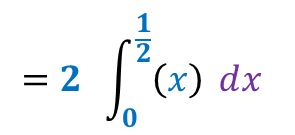 = 2 ∫₀^{1/2} (x) dx